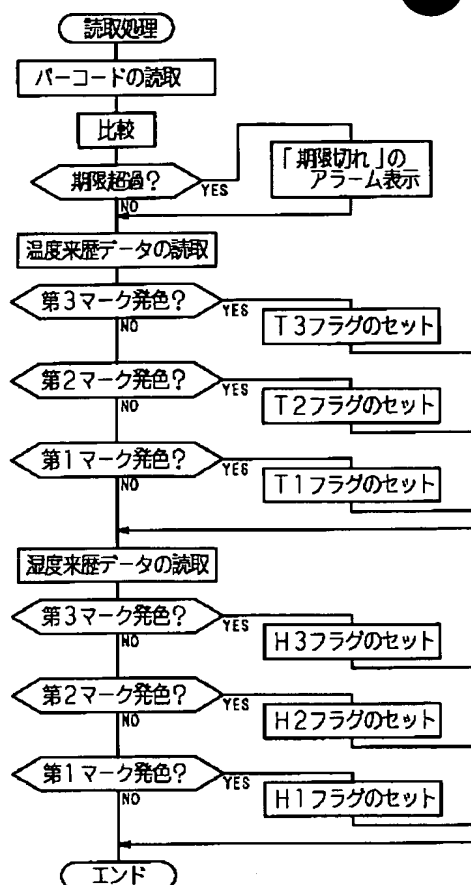 読取処理
バーコードの読取
比較
期限超過?
YES
NO
「期限切れ」の
アラーム表示
温度来歴データの読取
第3マーク発色?
YES
NO
T3フラグのセット
第2マーク発色?
YES
NO
T2フラグのセット
第1マーク発色?
YES
NO
T1フラグのセット
湿度来歴データの読取
第3マーク発色?
YES
NO
H3フラグのセット
第2マーク発色?
YES
NO
H2フラグのセット
第1マーク発色?
YES
NO
H1フラグのセット
エンド